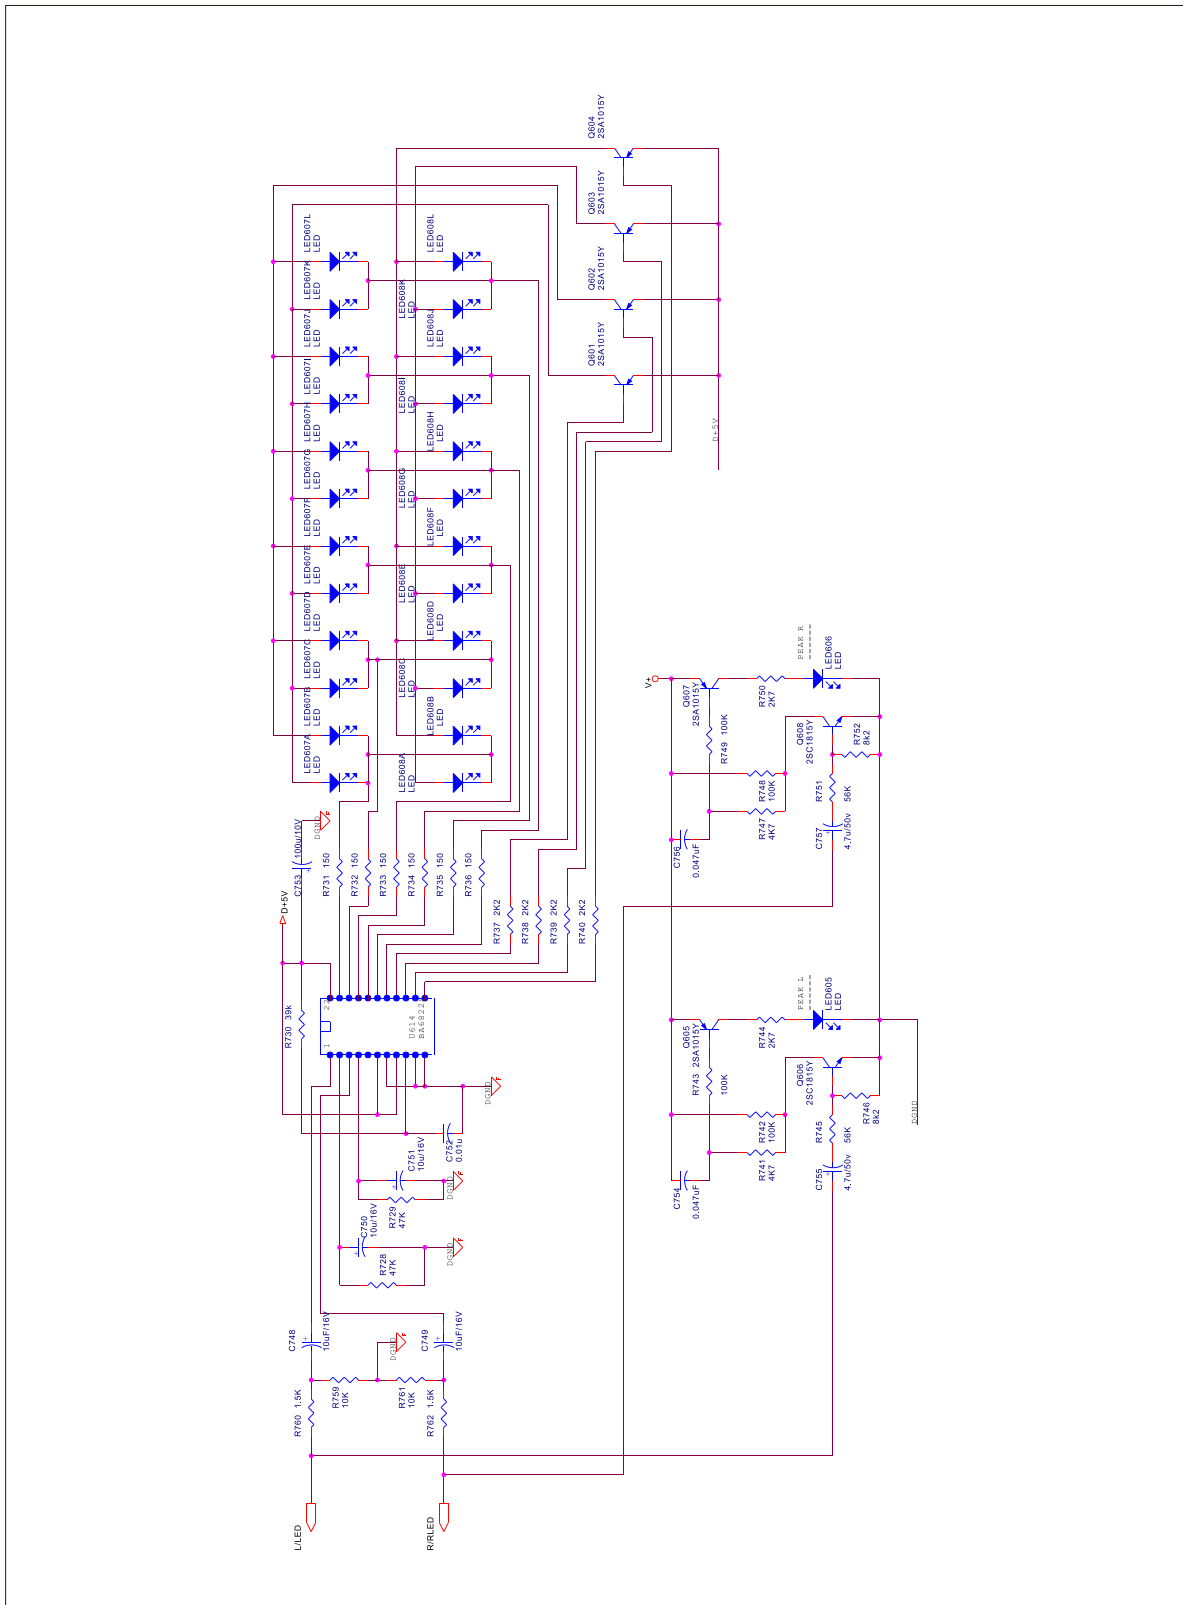 Q604
2SA1015Y
Q603
2SA1015Y
Q602
2SA1015Y
Q601
2SA1015Y
D+5V
LED607L
LED
LED607K
LED
LED607J
LED
LED607I
LED
LED607H
LED
LED607G
LED
LED607F
LED
LED607E
LED
LED607D
LED
LED607C
LED
LED607B
LED
LED607A
LED
LED608L
LED
LED608K
LED
LED608J
LED
LED608I
LED
LED608H
LED
LED608G
LED
LED608F
LED
LED608E
LED
LED608D
LED
LED608C
LED
LED608B
LED
LED608A
LED
C753
100u/10V
DGND
D+5V
R731 150
R732 150
R733 150
R734 150
R735 150
R736 150
R737 2K2
R738 2K2
R739 2K2
R740 2K2
R730 39k
1
22
U614
BA6822
DGND
C752
0.01u
C751
10u/16V
R729
47K
DGND
C750
10u/16V
R728
47K
DGND
C748
10uF/16V
C749
10uF/16V
DGND
R759
10K
R761
10K
R760 1.5K
R762 1.5K
L/LED
R/RLED
V+
Q607
2SA1015Y
R750
2K7
PEAK R
LED606
LED
R749 100K
R748
100K
R747
4K7
C756
0.047uF
Q608
2SC1815Y
R752
8k2
R751
56K
C757
4.7u/50v
Q605
2SA1015Y
R744
2K7
PEAK L
LED605
LED
R743
100K
R742
100K
R741
4K7
C754
0.047uF
Q606
2SC1815Y
R746
8k2
R745
56K
C755
4.7u/50v
DGND